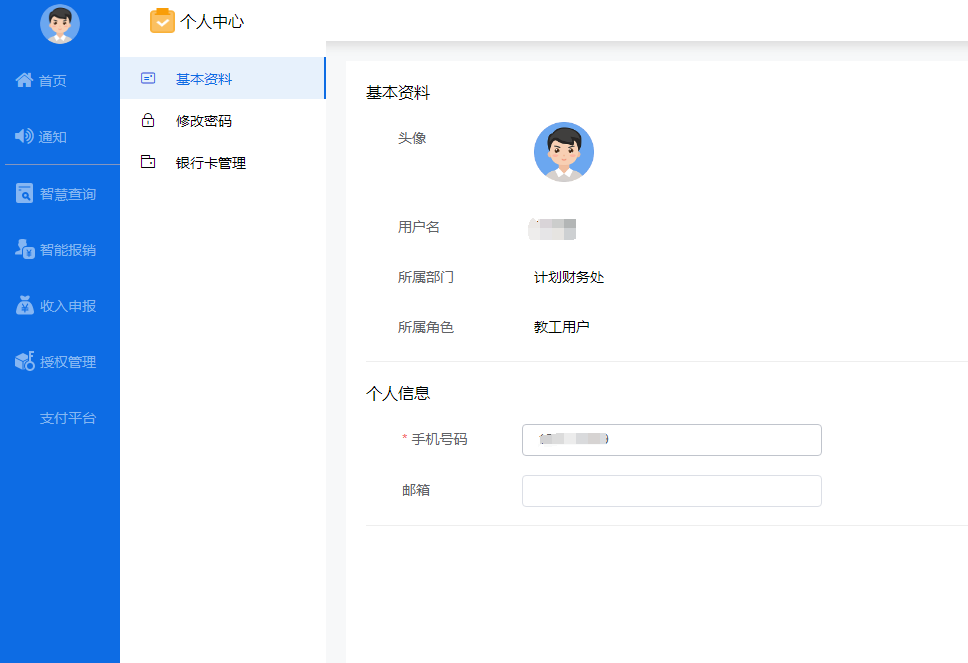 首页
通知
智慧查询
智能报销
收入申报
授权管理
支付平台
个人中心
基本资料
修改密码
银行卡管理
基本资料
头像
用户名
所属部门 计划财务处
所属角色 教工用户
个人信息
* 手机号码
邮箱